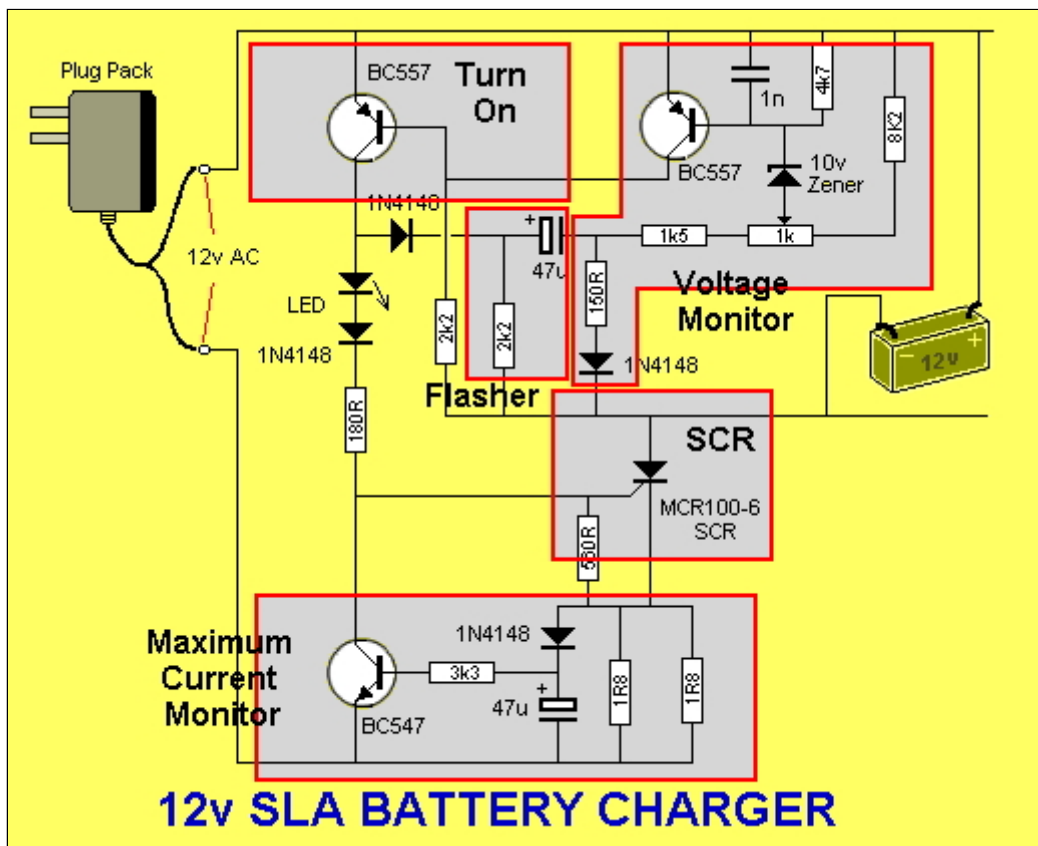 Plug Pack
BC557
Turn
On
1n
4k7
8K2
BC557
10v
Zener
1N4148
12v AC
+
47u
1k5
1k
LED
2k2
2k2
150R
Voltage
Monitor
1N4148
1N4148
Flasher
− +
12v
180R
SCR
MCR100-6
SCR
560R
Maximum
Current
Monitor
1N4148
3k3
+
47u
1R8
1R8
BC547
12v SLA BATTERY CHARGER